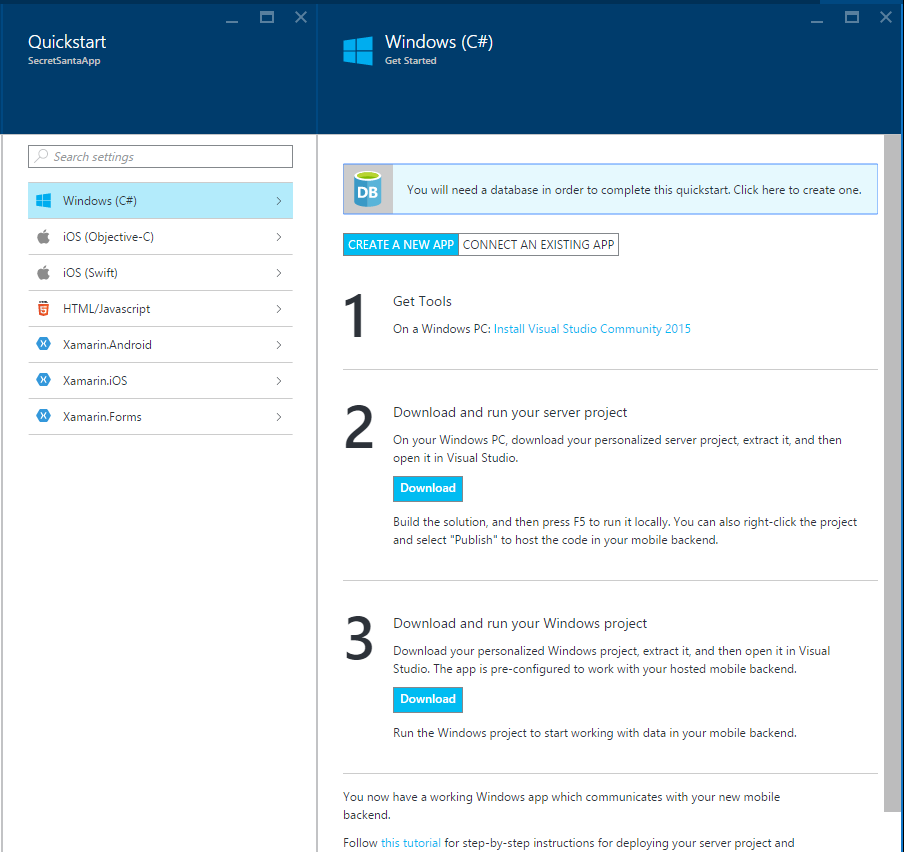 Quickstart
SecretSantaApp
Search settings
Windows (C#)
iOS (Objective-C)
iOS (Swift)
HTML/Javascript
Xamarin.Android
Xamarin.iOS
Xamarin.Forms
Windows (C#)
Get Started
DB
You will need a database in order to complete this quickstart. Click here to create one.
CREATE A NEW APP CONNECT AN EXISTING APP
1
Get Tools
On a Windows PC: Install Visual Studio Community 2015
2
Download and run your server project
On your Windows PC, download your personalized server project, extract it, and then
open it in Visual Studio.
Download
Build the solution, and then press F5 to run it locally. You can also right-click the project
and select "Publish" to host the code in your mobile backend.
3
Download and run your Windows project
Download your personalized Windows project, extract it, and then open it in Visual
Studio. The app is pre-configured to work with your hosted mobile backend.
Download
Run the Windows project to start working with data in your mobile backend.
You now have a working Windows app which communicates with your new mobile
backend.
Follow this tutorial for step-by-step instructions for deploying your server project and